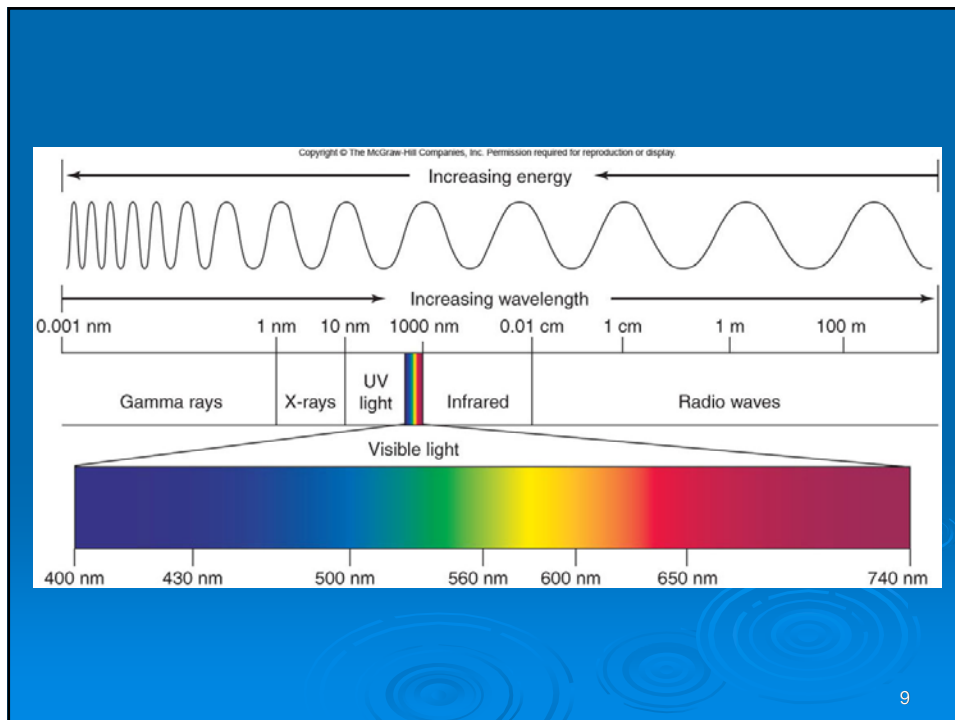 Copyright © The McGraw-Hill Companies, Inc. Permission required for reproduction or display.
Increasing energy
Increasing wavelength
0.001 nm 1 nm 10 nm 1000 nm 0.01 cm 1 cm 1 m 100 m
Gamma rays X-rays UV light Infrared Radio waves
Visible light
400 nm 430 nm 500 nm 560 nm 600 nm 650 nm 740 nm
9